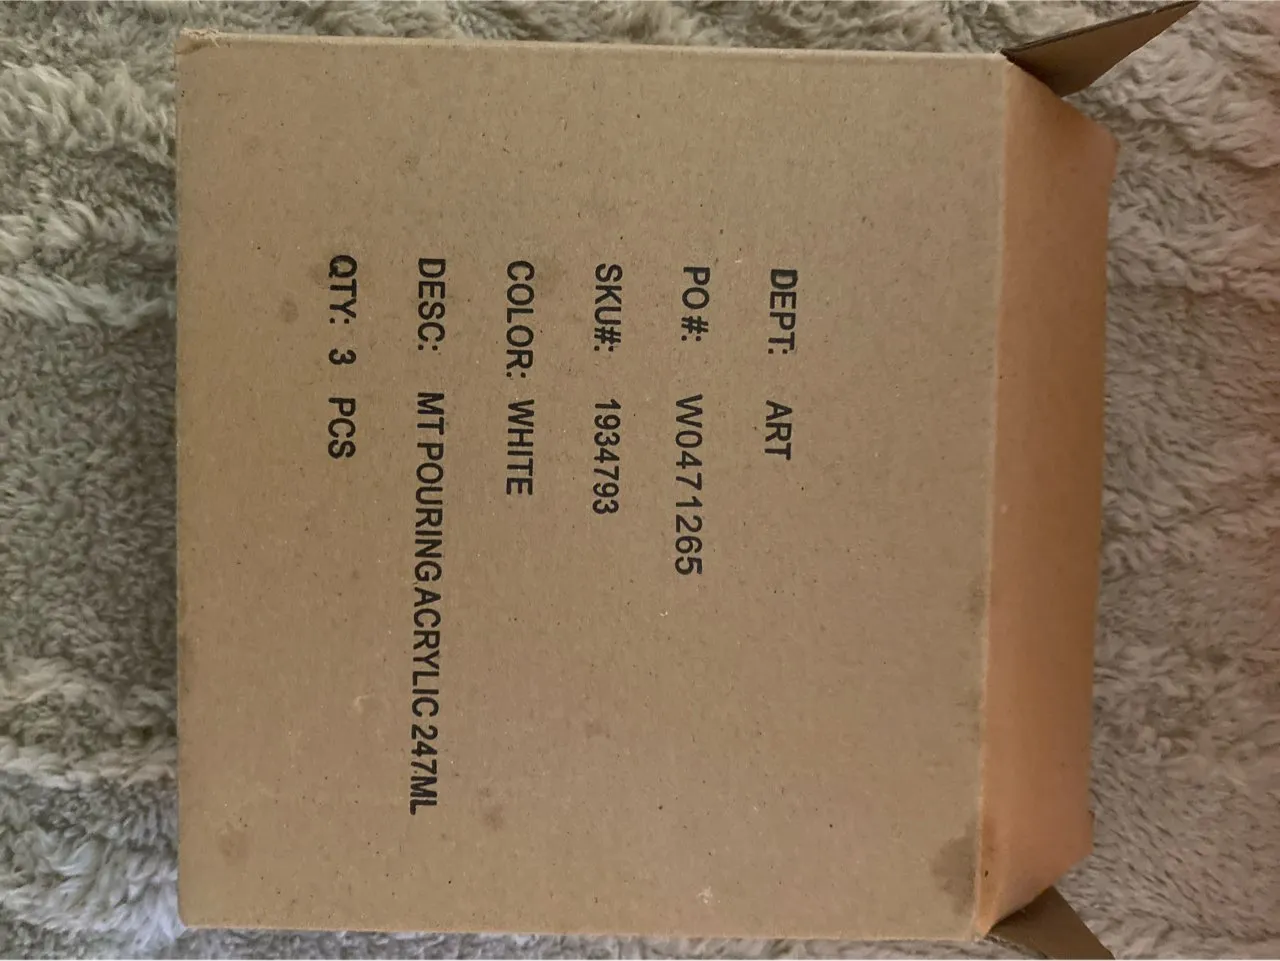 DEPT: ART
PO#: W0471265
SKU#: 1934793
COLOR: WHITE
DESC: MT POURING ACRYLIC 247ML
QTY: 3 PCS